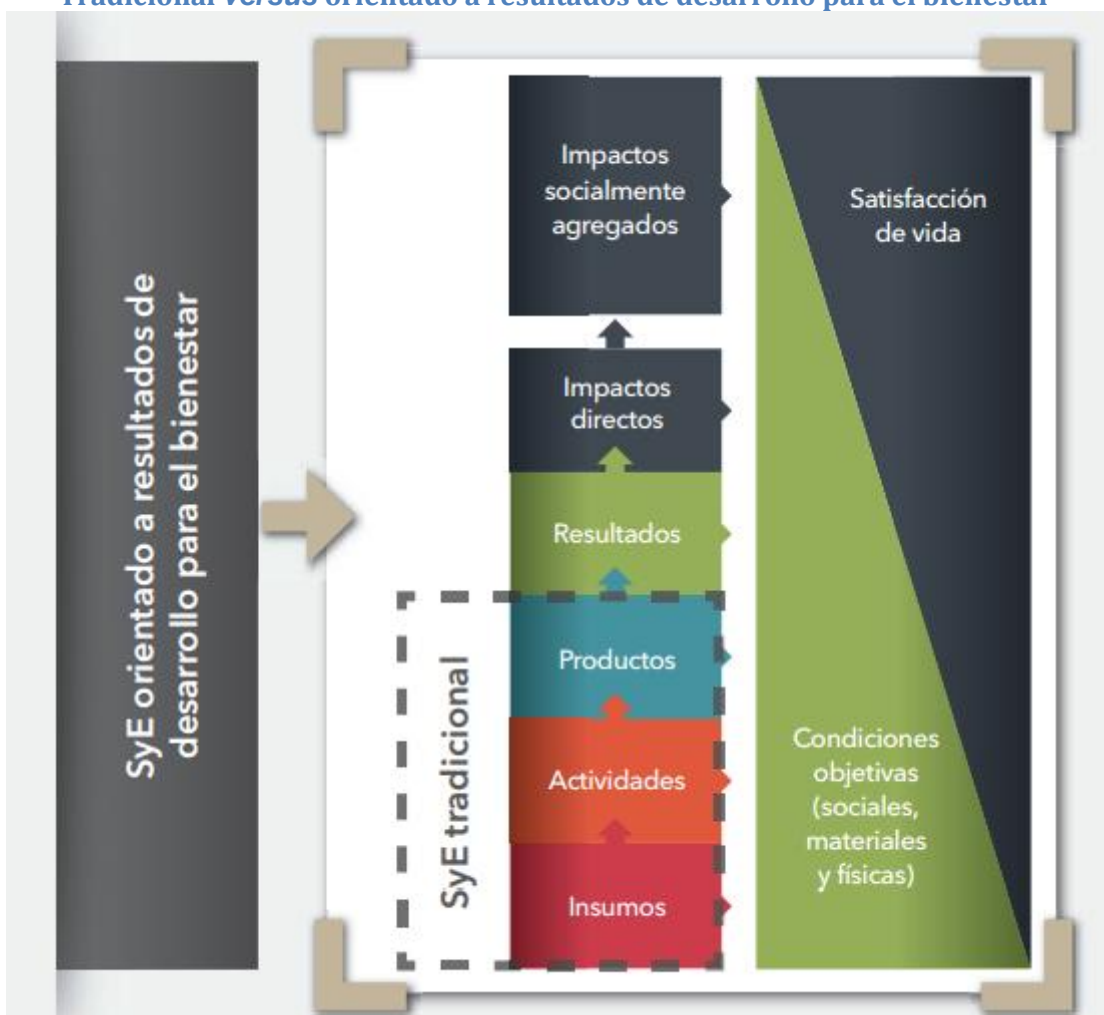 Tradicional versus orientado a resultados de desarrollo para el bienestar
SyE orientado a resultados de
desarrollo para el bienestar
SyE tradicional
Impactos
socialmente
agregados
Impactos
directos
Resultados
Productos
Actividades
Insumos
Satisfacción
de vida
Condiciones
objetivas
(sociales,
materiales
y físicas)